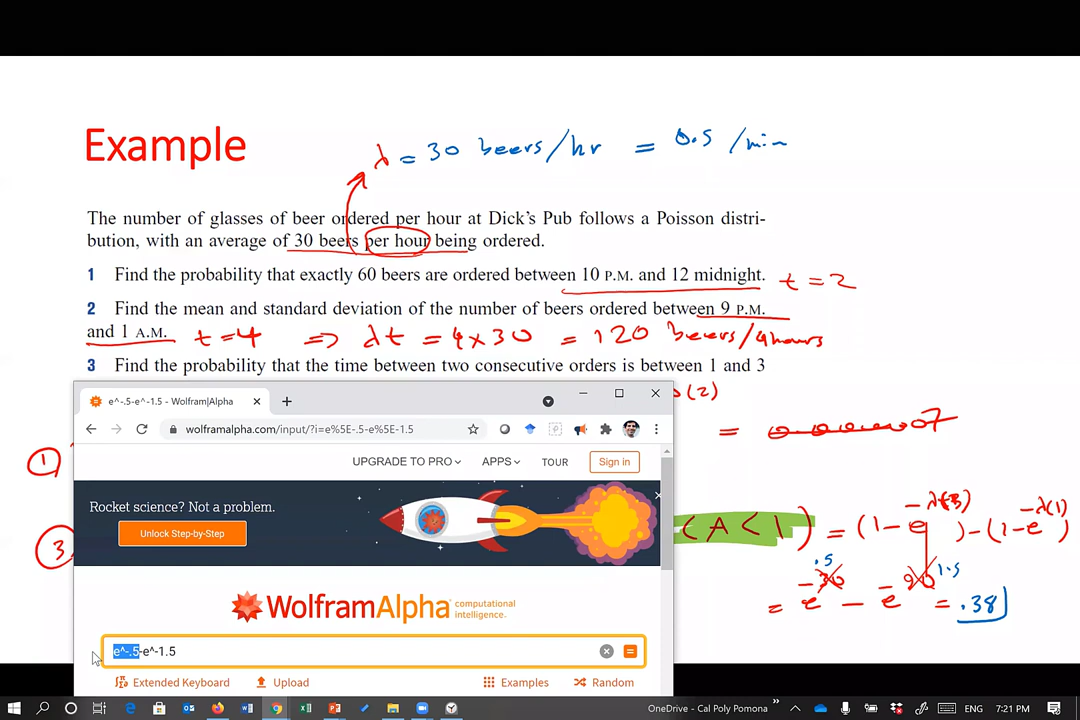 Example
λ = 30 beers/hr = 0.5 /min
The number of glasses of beer ordered per hour at Dick's Pub follows a Poisson distri-
bution, with an average of 30 beers per hour being ordered.
1 Find the probability that exactly 60 beers are ordered between 10 P.M. and 12 midnight. t = 2
2 Find the mean and standard deviation of the number of beers ordered between 9 P.M.
and 1 A.M. t = 4 ⇒ λt = 4 × 30 = 120 beers/4hours
3 Find the probability that the time between two consecutive orders is between 1 and 3
(2)
=
①
③
(A<1) = (1-e^-λ(3)) - (1-e^-λ(1))
= e^-.5 - e^-1.5 = .38
e^-.5-e^-1.5 - Wolfram|Alpha
wolframalpha.com/input/?i=e%5E-.5-e%5E-1.5
UPGRADE TO PRO APPS TOUR Sign in
Rocket science? Not a problem.
Unlock Step-by-Step
WolframAlpha computational intelligence.
e^-.5-e^-1.5
Extended Keyboard Upload Examples Random
OneDrive - Cal Poly Pomona » ENG 7:21 PM